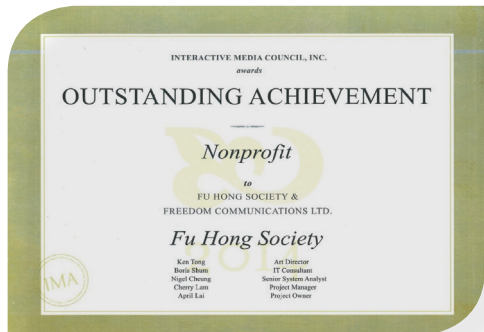 INTERACTIVE MEDIA COUNCIL, INC.
awards
OUTSTANDING ACHIEVEMENT
Nonprofit
to
FU HONG SOCIETY &
FREEDOM COMMUNICATIONS LTD.
Fu Hong Society
2014
Ken Tong Art Director
Boris Shum IT Consultant
Nigel Cheung Senior System Analyst
Cherry Lam Project Manager
April Lai Project Owner
IMA